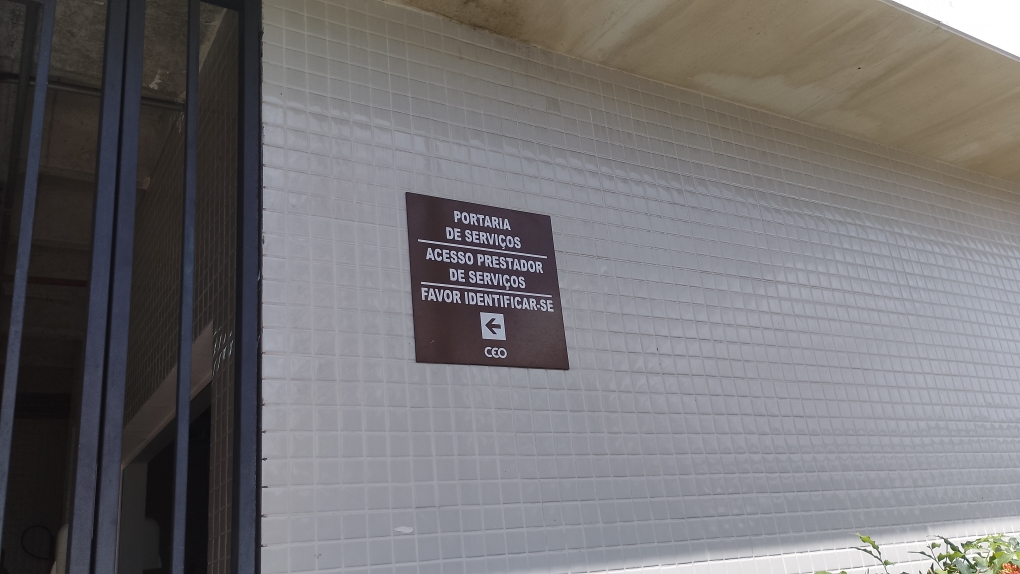 PORTARIA
DE SERVIÇOS
ACESSO PRESTADOR
DE SERVIÇOS
FAVOR IDENTIFICAR-SE
CEO